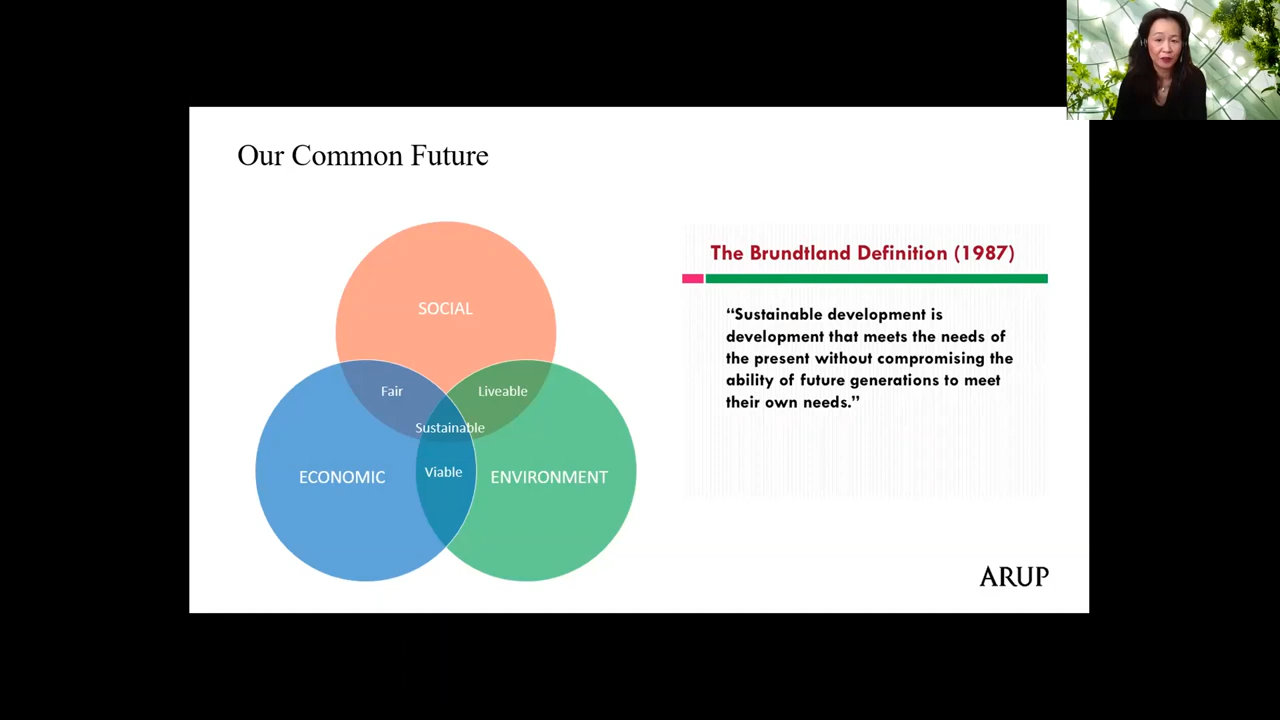 Our Common Future
SOCIAL
Fair
Liveable
Sustainable
Viable
ECONOMIC
ENVIRONMENT
The Brundtland Definition (1987)
“Sustainable development is
development that meets the needs of
the present without compromising the
ability of future generations to meet
their own needs.”
ARUP